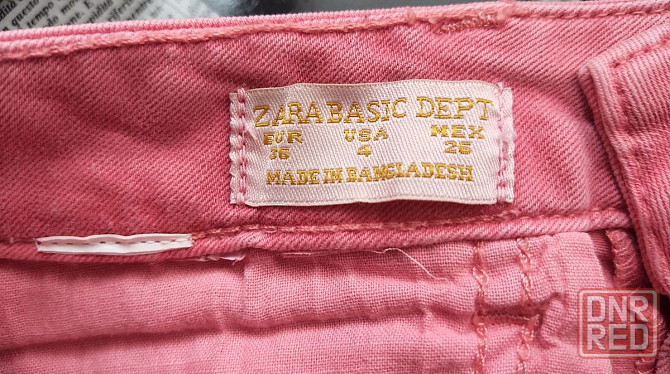 ZARA BASIC DEPT
EUR USA MEX
36 4 26
MADE IN BANGLADESH
DNR
RED